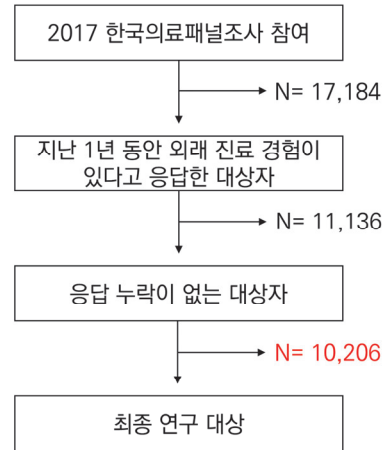 2017 한국의료패널조사 참여
N= 17,184
지난 1년 동안 외래 진료 경험이
있다고 응답한 대상자
N= 11,136
응답 누락이 없는 대상자
N= 10,206
최종 연구 대상